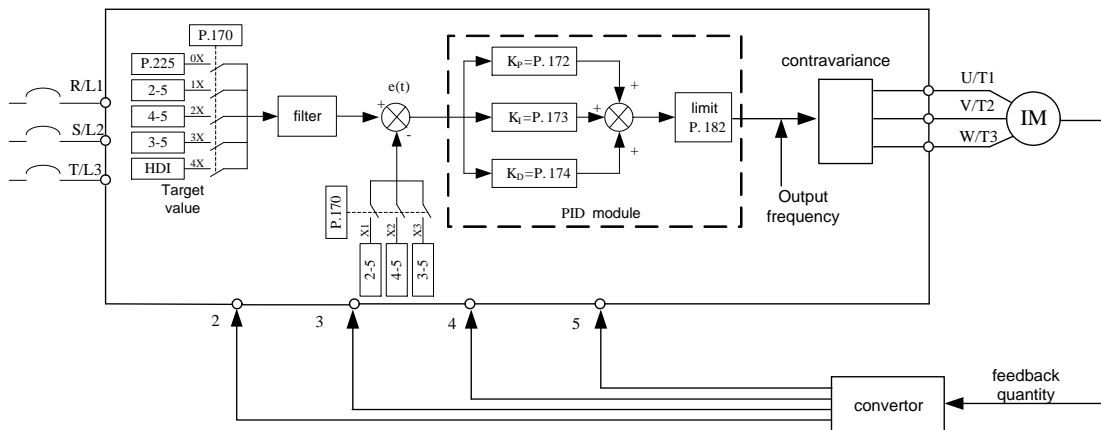 P.170
P.225
0X
2-5
1X
4-5
2X
3-5
3X
HDI
4X
Target
value
R/L1
S/L2
T/L3
filter
e(t)
+
-
P.170
X1
X2
X3
2-5
4-5
3-5
KP=P.172
KI=P.173
KD=P.174
+
+
+
limit
P.182
PID module
contravariance
Output
frequency
U/T1
V/T2
W/T3
IM
2
3
4
5
convertor
feedback
quantity